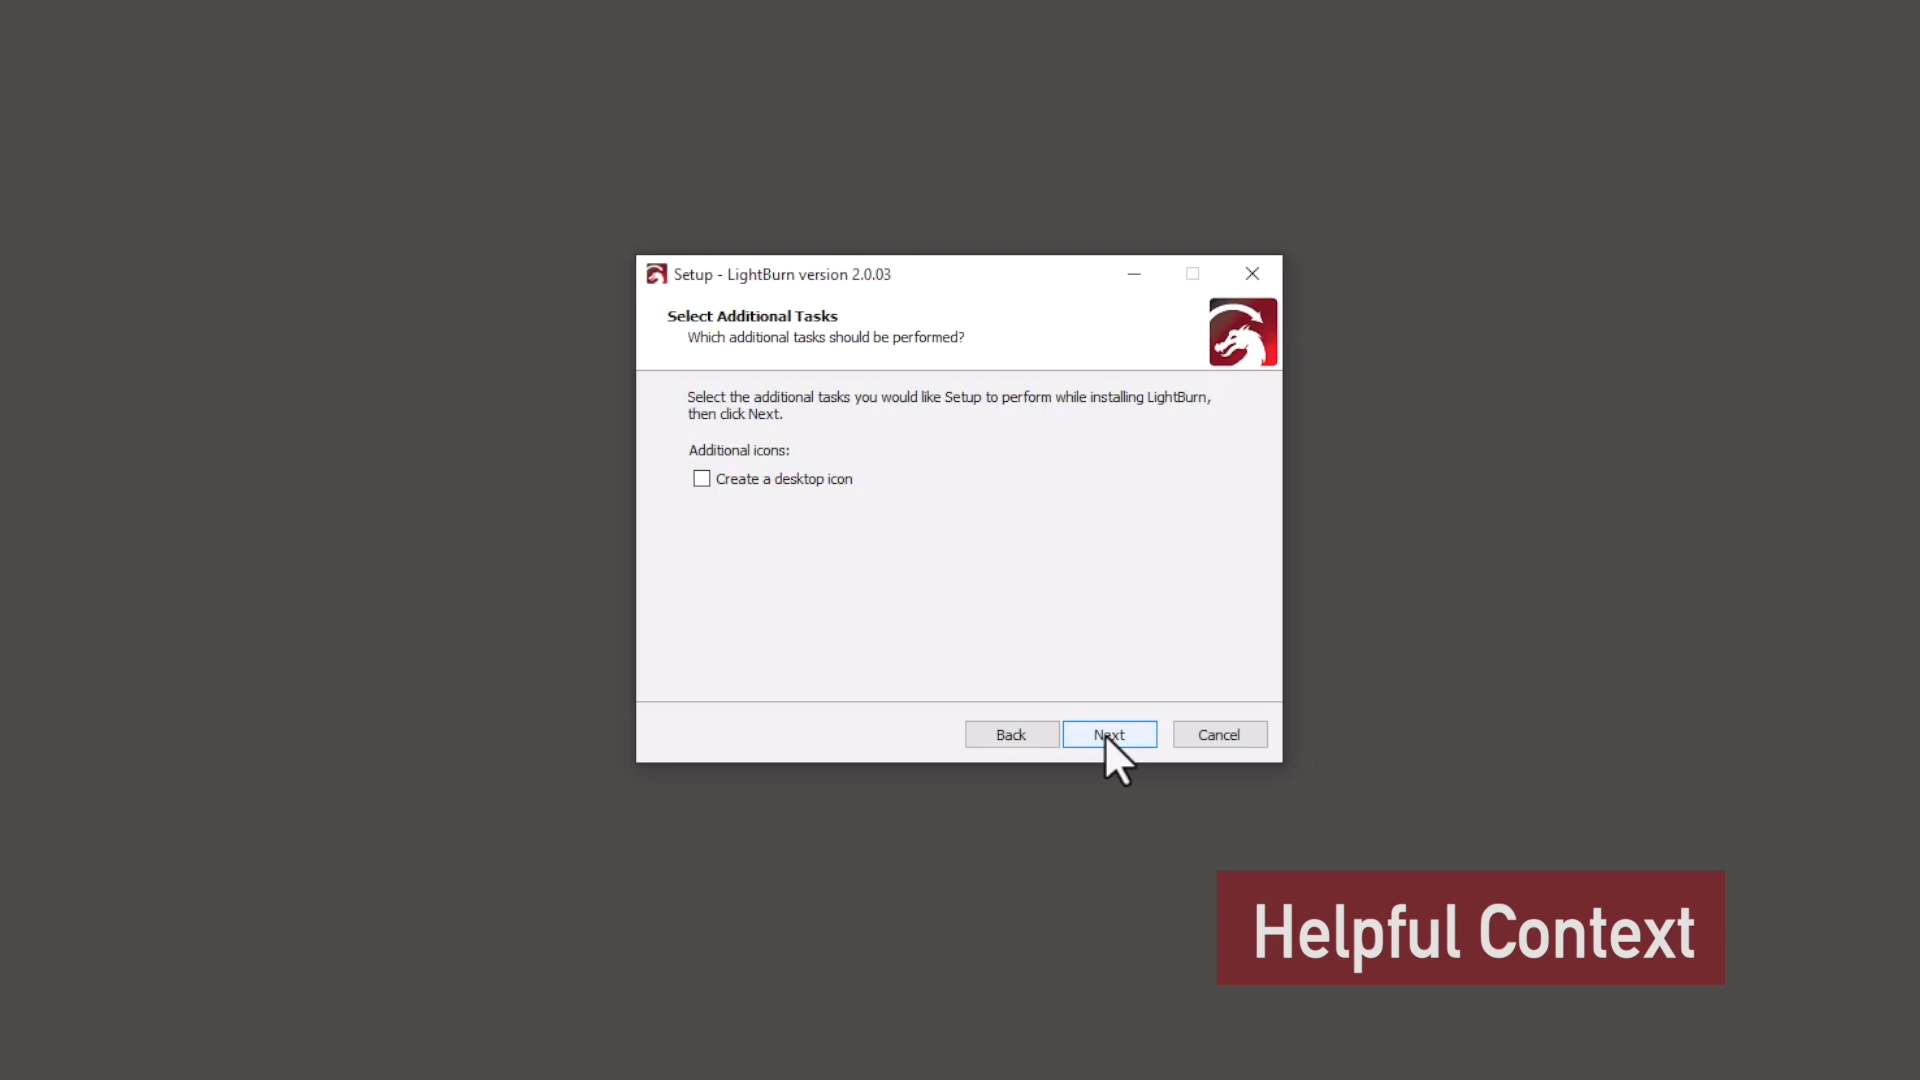 Setup - LightBurn version 2.0.03
Select Additional Tasks
Which additional tasks should be performed?
Select the additional tasks you would like Setup to perform while installing LightBurn,
then click Next.
Additional icons:
Create a desktop icon
Back
Next
Cancel
Helpful Context